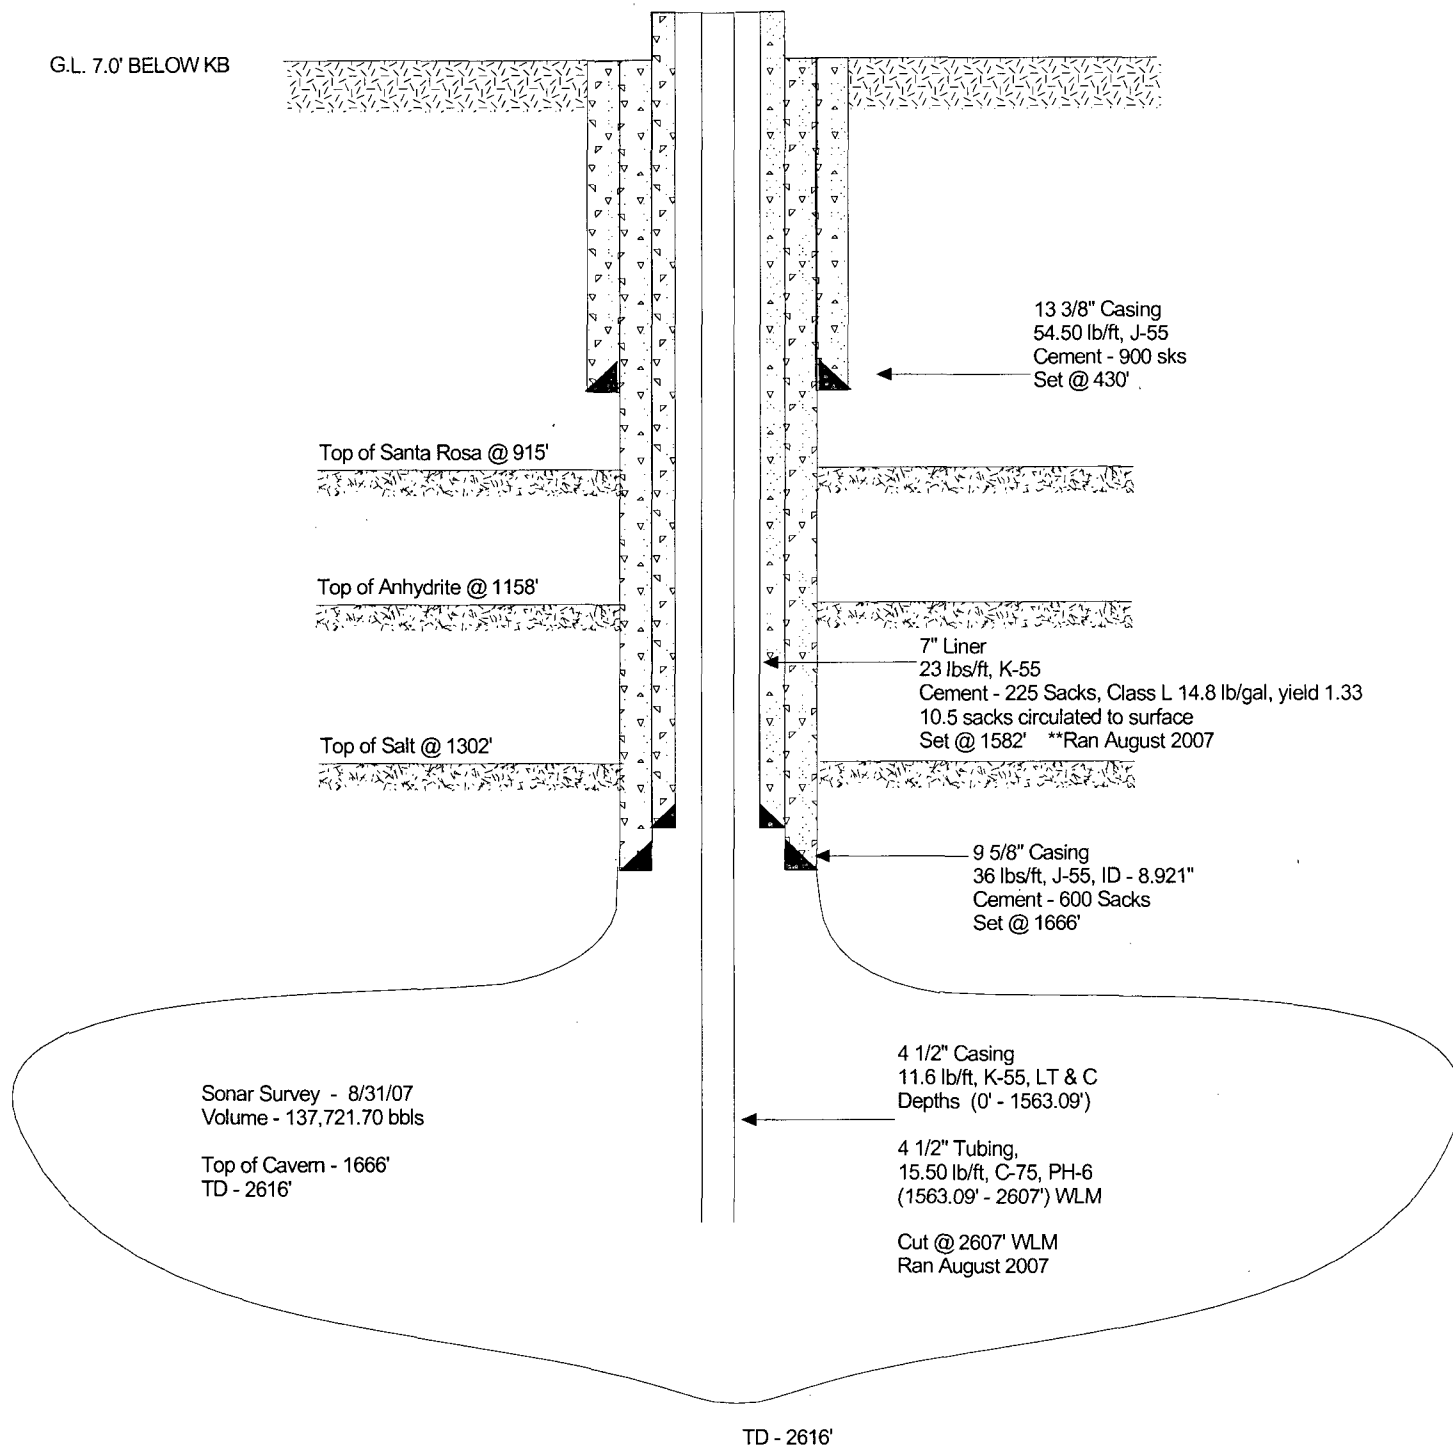 G.L. 7.0' BELOW KB
13 3/8" Casing
54.50 lb/ft, J-55
Cement - 900 sks
Set @ 430'
Top of Santa Rosa @ 915'
Top of Anhydrite @ 1158'
7" Liner
23 lbs/ft, K-55
Cement - 225 Sacks, Class L 14.8 lb/gal, yield 1.33
10.5 sacks circulated to surface
Set @ 1582' **Ran August 2007
Top of Salt @ 1302'
9 5/8" Casing
36 lbs/ft, J-55, ID - 8.921"
Cement - 600 Sacks
Set @ 1666'
4 1/2" Casing
11.6 lb/ft, K-55, LT & C
Depths (0' - 1563.09')
Sonar Survey - 8/31/07
Volume - 137,721.70 bbls
Top of Cavern - 1666'
TD - 2616'
4 1/2" Tubing,
15.50 lb/ft, C-75, PH-6
(1563.09' - 2607') WLM
Cut @ 2607' WLM
Ran August 2007
TD - 2616'